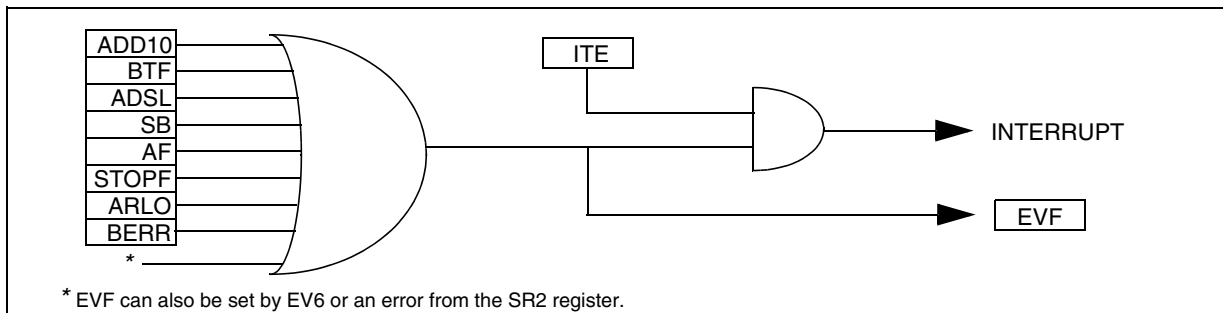 ADD10
BTF
ADSL
SB
AF
STOPF
ARLO
BERR
*
ITE
INTERRUPT
EVF
* EVF can also be set by EV6 or an error from the SR2 register.